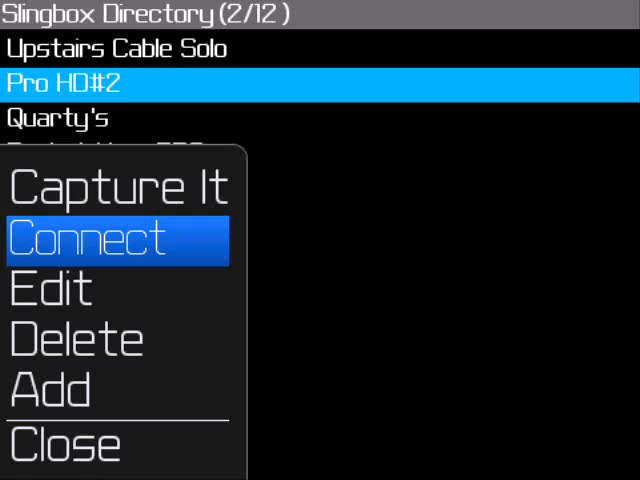 Slingbox Directory (2/12 )
Upstairs Cable Solo
Pro HD#2
Quarty's
Capture It
Connect
Edit
Delete
Add
Close